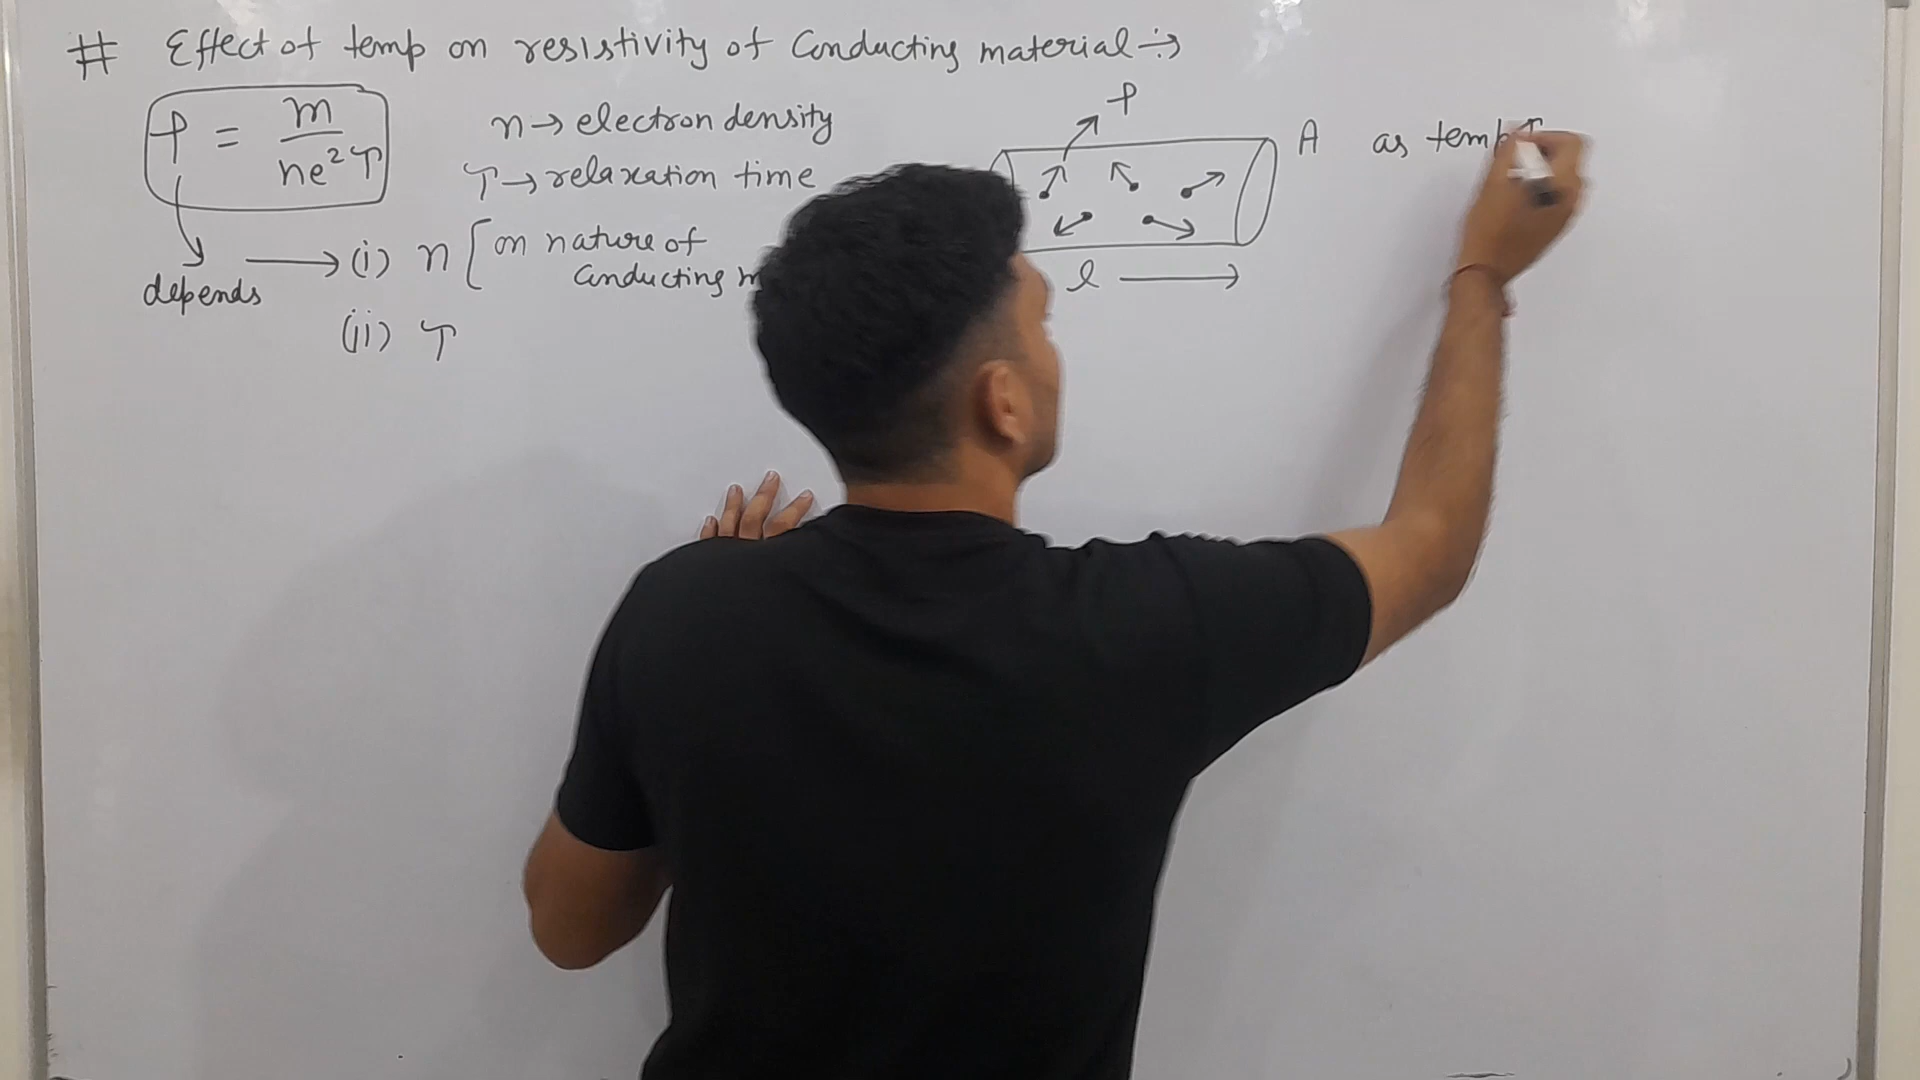 # Effect of temp on resistivity of Conducting material ÷→
ρ = m / ne²τ
n → electron density
τ → relaxation time
depends → (i) n [on nature of
Conducting
(ii) τ
ρ
A
l →
as temp ↑